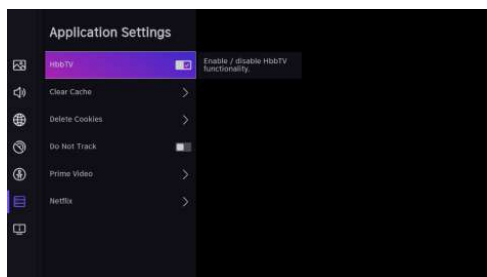 Application Settings
HbbTV
Enable / disable HbbTV
functionality.
Clear Cache
Delete Cookies
Do Not Track
Prime Video
Netflix